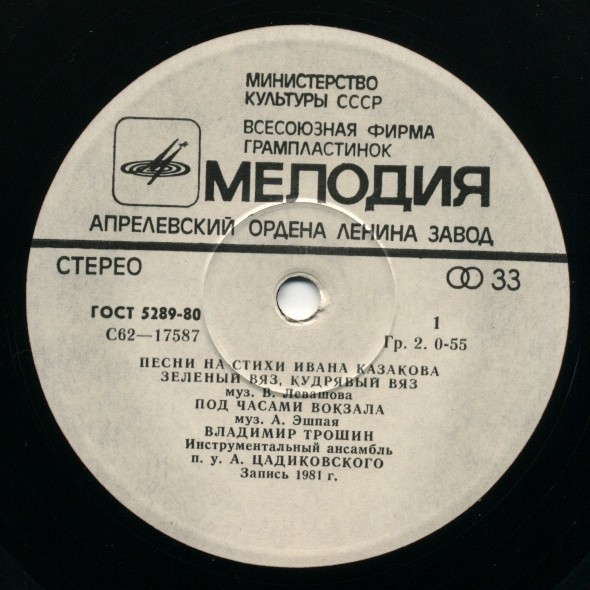 МИНИСТЕРСТВО
КУЛЬТУРЫ СССР
ВСЕСОЮЗНАЯ ФИРМА
ГРАМПЛАСТИНОК
МЕЛОДИЯ
АПРЕЛЕВСКИЙ ОРДЕНА ЛЕНИНА ЗАВОД
СТЕРЕО
33
ГОСТ 5289-80
С62—17587
1
Гр. 2. 0-55
ПЕСНИ НА СТИХИ ИВАНА КАЗАКОВА
ЗЕЛЕНЫЙ ВЯЗ, КУДРЯВЫЙ ВЯЗ
муз. В. Левашова
ПОД ЧАСАМИ ВОКЗАЛА
муз. А. Эшпая
ВЛАДИМИР ТРОШИН
Инструментальный ансамбль
п. у. А. ЦАДИКОВСКОГО
Запись 1981 г.